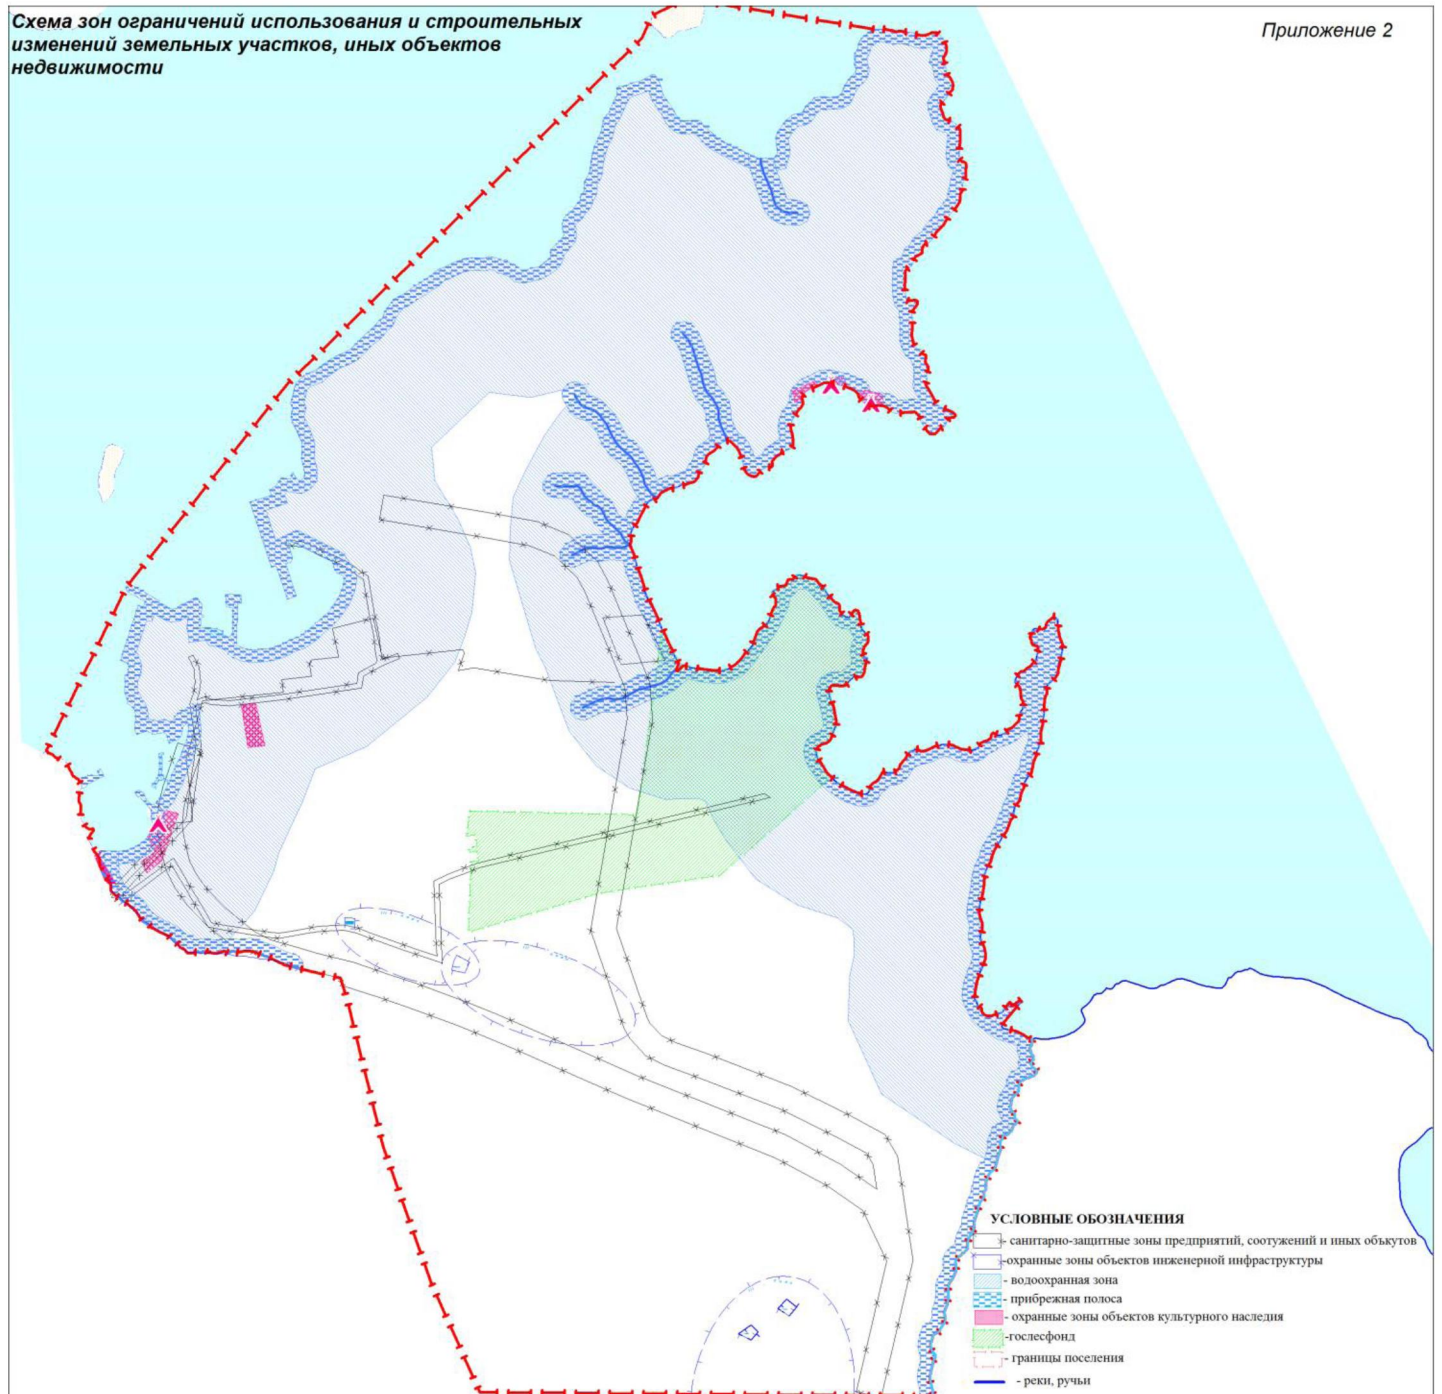 Схема зон ограничений использования и строительных
изменений земельных участков, иных объектов
недвижимости
Приложение 2
УСЛОВНЫЕ ОБОЗНАЧЕНИЯ
- санитарно-защитные зоны предприятий, соотужений и иных объкутов
-охранные зоны объектов инженерной инфраструктуры
- водоохранная зона
- прибрежная полоса
- охранные зоны объектов культурного наследия
-гослесфонд
- границы поселения
- реки, ручьи